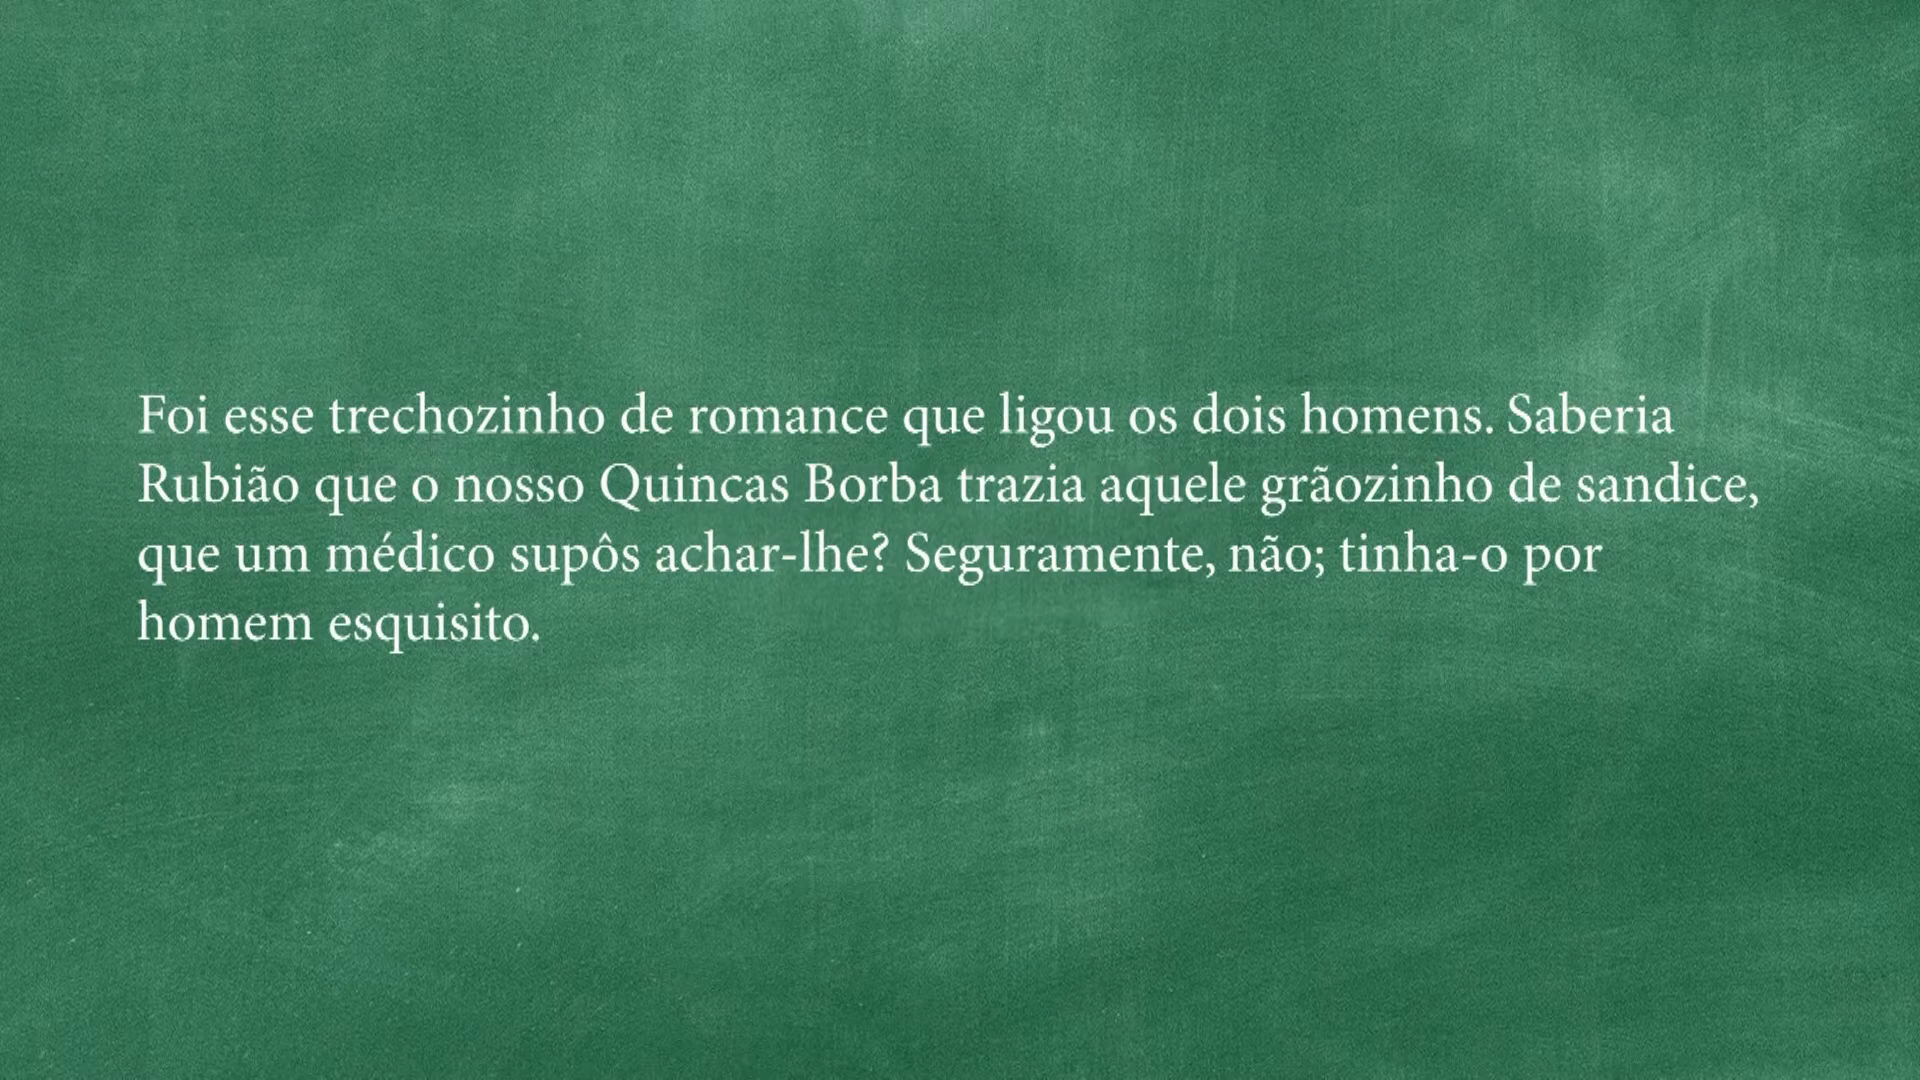 Foi esse trechozinho de romance que ligou os dois homens. Saberia
Rubião que o nosso Quincas Borba trazia aquele grãozinho de sandice,
que um médico supôs achar-lhe? Seguramente, não; tinha-o por
homem esquisito.